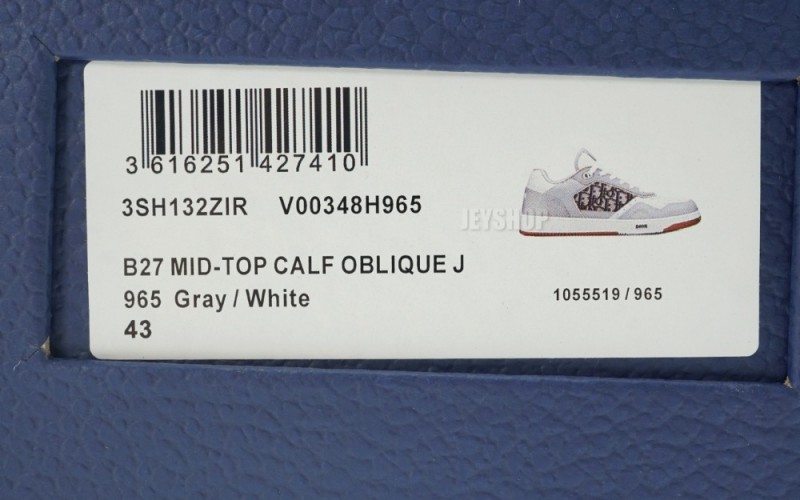 3 616251 427410
3SH132ZIR V00348H965
JEYSHOP
B27 MID-TOP CALF OBLIQUE J
965 Gray / White
1055519 / 965
43